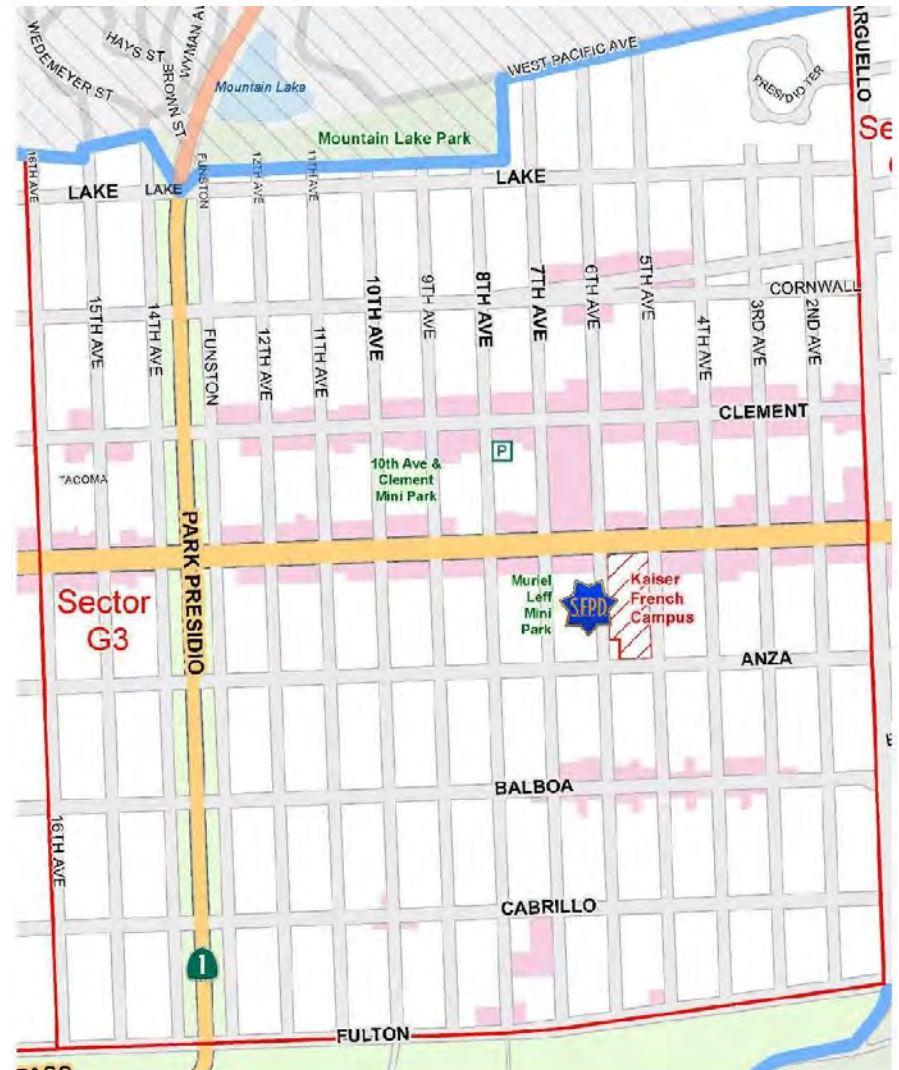 WEDEMEYER ST
HAYS ST
BROWN ST
WYMAN A
Mountain Lake
WEST PACIFIC AVE
PRESIDIO TER
ARGUELLO
Se
Mountain Lake Park
16TH AVE
LAKE
LAKE
FUNSTON
12TH AVE
11TH AVE
LAKE
15TH AVE
14TH AVE
FUNSTON
12TH AVE
11TH AVE
10TH AVE
9TH AVE
8TH AVE
7TH AVE
6TH AVE
5TH AVE
4TH AVE
3RD AVE
2ND AVE
CORNWALL
CLEMENT
P
10th Ave &
Clement
Mini Park
TACOMA
PARK PRESIDIO
Sector
G3
Muriel
Leff
Mini
Park
S.F.P.D.
Kaiser
French
Campus
ANZA
BALBOA
16TH AVE
CABRILLO
1
FULTON